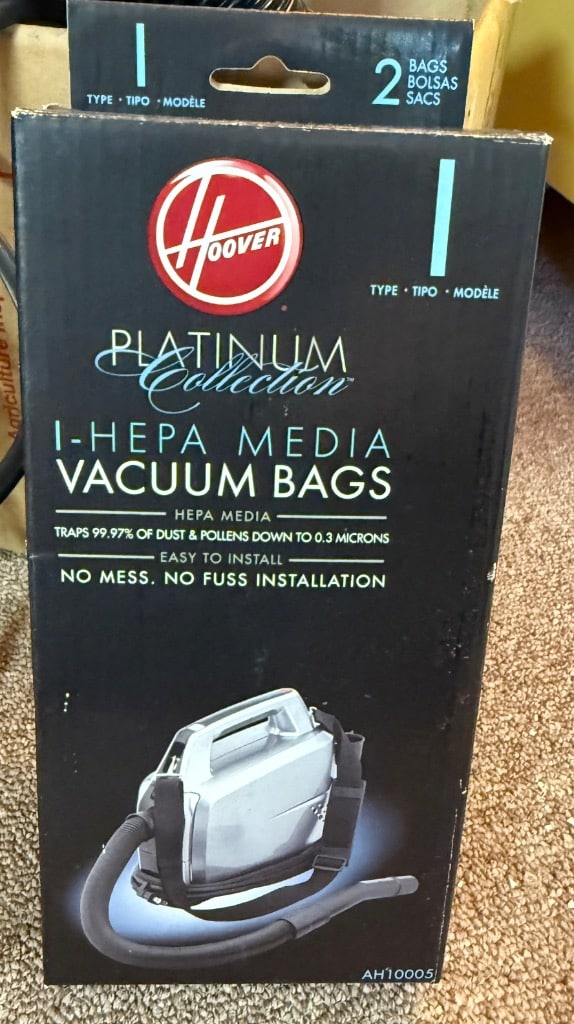 I
TYPE · TIPO · MODÈLE
2 BAGS
BOLSAS
SACS
HOOVER
I
TYPE · TIPO · MODÈLE
PLATINUM
Collection™
I-HEPA MEDIA
VACUUM BAGS
HEPA MEDIA
TRAPS 99.97% OF DUST & POLLENS DOWN TO 0.3 MICRONS
EASY TO INSTALL
NO MESS. NO FUSS INSTALLATION
AH10005